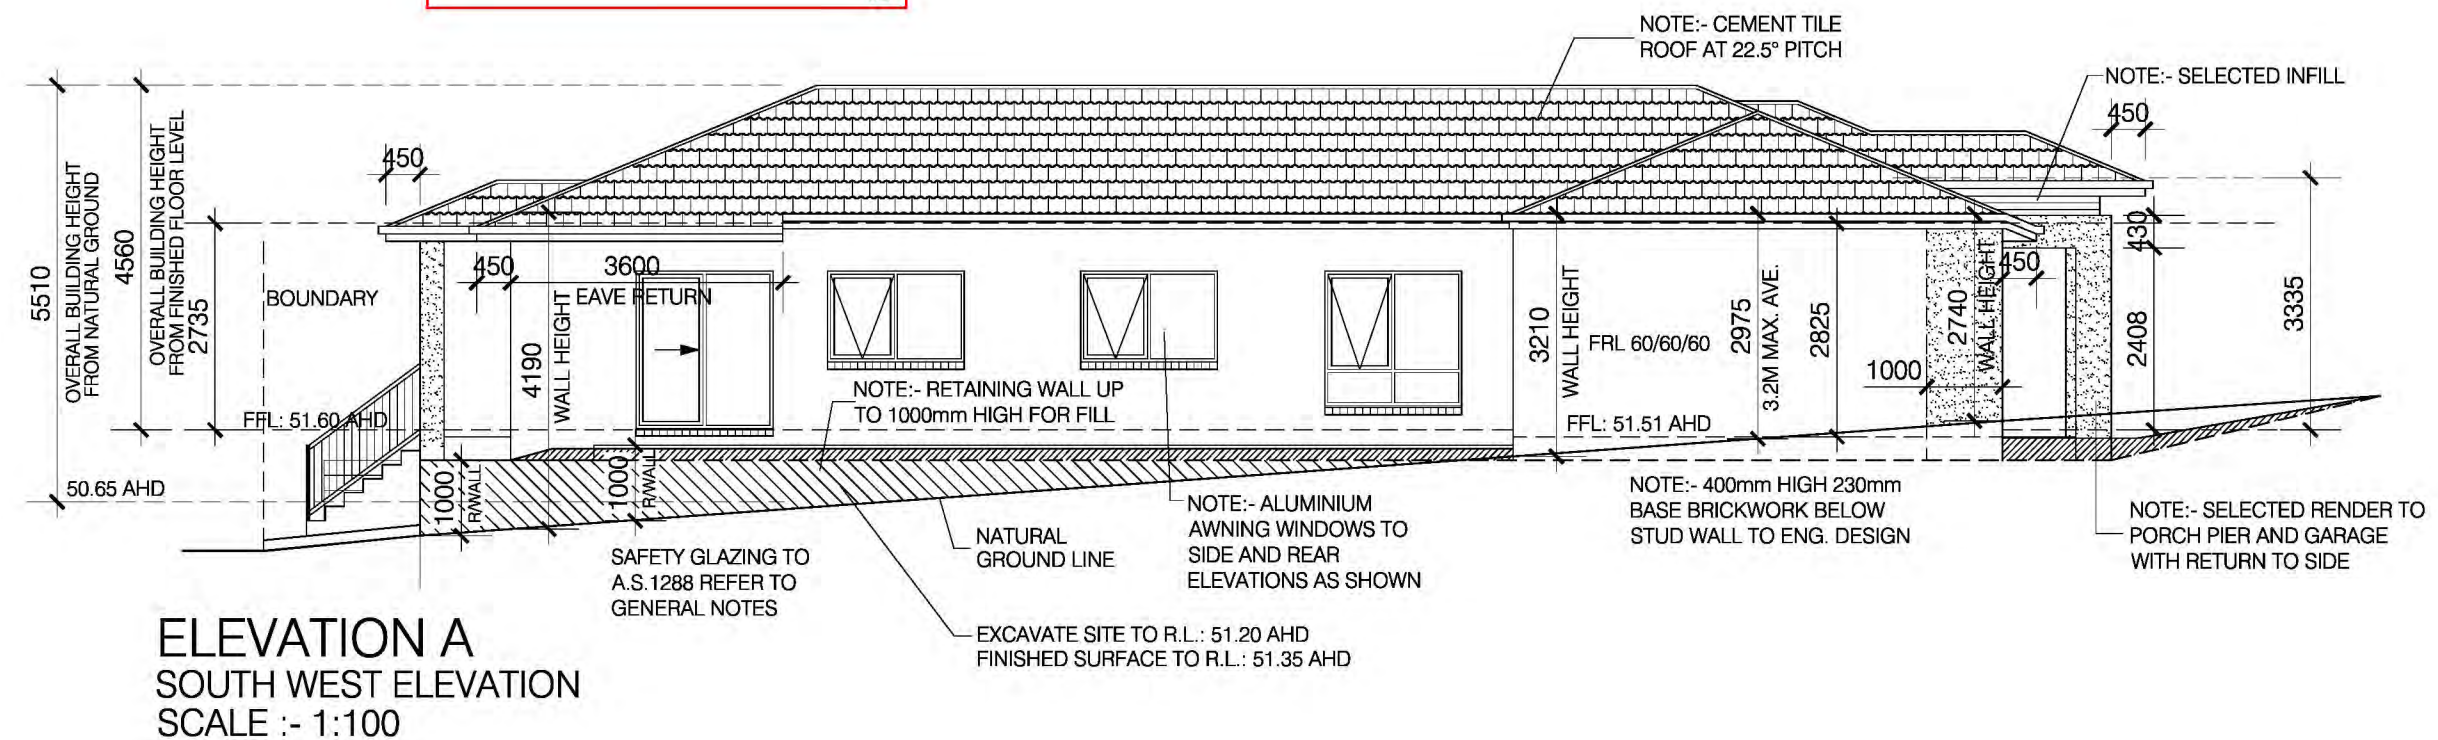 NOTE:- CEMENT TILE
ROOF AT 22.5° PITCH
NOTE:- SELECTED INFILL
450
450
5510
OVERALL BUILDING HEIGHT
FROM NATURAL GROUND
4560
OVERALL BUILDING HEIGHT
FROM FINISHED FLOOR LEVEL
2735
BOUNDARY
450
3600
EAVE RETURN
4190
WALL HEIGHT
3210
WALL HEIGHT
FRL 60/60/60
2975
3.2M MAX. AVE.
2825
2740
WALL HEIGHT
1000
450
430
2408
3335
NOTE:- RETAINING WALL UP
TO 1000mm HIGH FOR FILL
FFL: 51.60 AHD
FFL: 51.51 AHD
50.65 AHD
1000
R/WALL
1000
R/WALL
NOTE:- ALUMINIUM
AWNING WINDOWS TO
SIDE AND REAR
ELEVATIONS AS SHOWN
NOTE:- 400mm HIGH 230mm
BASE BRICKWORK BELOW
STUD WALL TO ENG. DESIGN
NOTE:- SELECTED RENDER TO
PORCH PIER AND GARAGE
WITH RETURN TO SIDE
NATURAL
GROUND LINE
SAFETY GLAZING TO
A.S.1288 REFER TO
GENERAL NOTES
EXCAVATE SITE TO R.L.: 51.20 AHD
FINISHED SURFACE TO R.L.: 51.35 AHD
ELEVATION A
SOUTH WEST ELEVATION
SCALE :- 1:100